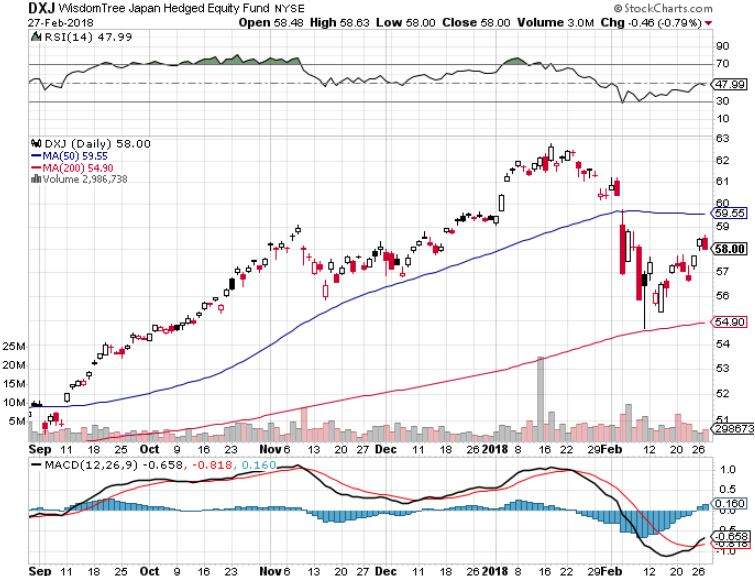 DXJ WisdomTree Japan Hedged Equity Fund NYSE © StockCharts.com
27-Feb-2018 Open 58.48 High 58.63 Low 58.00 Close 58.00 Volume 3.0M Chg -0.46 (-0.79%)
RSI(14) 47.99
90
70
47.99
30
10
DXJ (Daily) 58.00
MA(50) 59.55
MA(200) 54.90
Volume 2,986,738
63
62
61
60
59.55
59
58.00
57
56
54.90
54
53
52
51
25M
20M
15M
10M
5M
298673
Sep 11 18 25 Oct 9 16 23 Nov 6 13 20 27 Dec 11 18 26 2018 8 16 22 29 Feb 12 20 26
MACD(12,26,9) -0.658, -0.818, 0.160
1.0
0.5
0.160
0.0
-0.658
-0.818
-1.0
Sep 11 18 25 Oct 9 16 23 Nov 6 13 20 27 Dec 11 18 26 2018 8 16 22 29 Feb 12 20 26